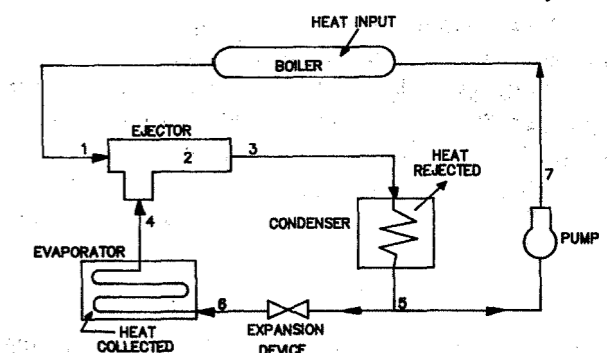 HEAT INPUT
BOILER
EJECTOR
1
2
3
HEAT
REJECTED
7
4
CONDENSER
PUMP
EVAPORATOR
6
5
HEAT
COLLECTED
EXPANSION
DEVICE